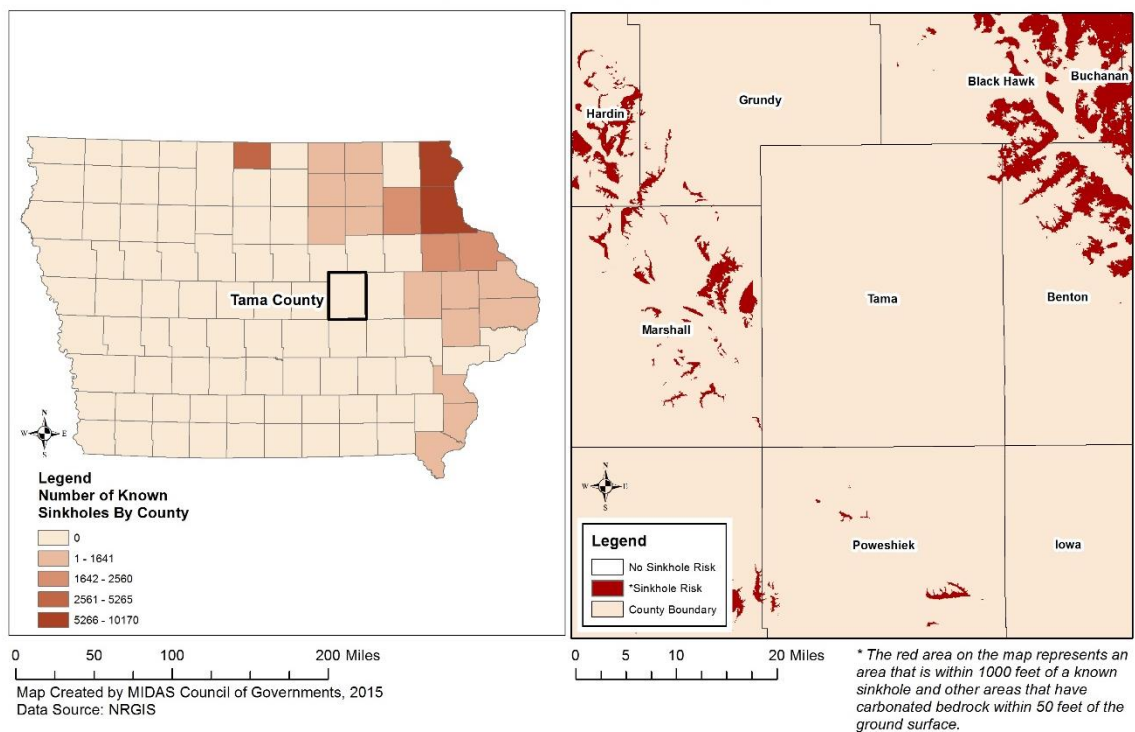 Tama County
N
W E
S
Legend
Number of Known
Sinkholes By County
0
1 - 1641
1642 - 2560
2561 - 5265
5266 - 10170
0 50 100 200 Miles
Map Created by MIDAS Council of Governments, 2015
Data Source: NRGIS
Black Hawk
Buchanan
Grundy
Hardin
Tama
Benton
Marshall
N
W E
S
Poweshiek
Iowa
Legend
No Sinkhole Risk
*Sinkhole Risk
County Boundary
0 5 10 20 Miles
* The red area on the map represents an
area that is within 1000 feet of a known
sinkhole and other areas that have
carbonated bedrock within 50 feet of the
ground surface.